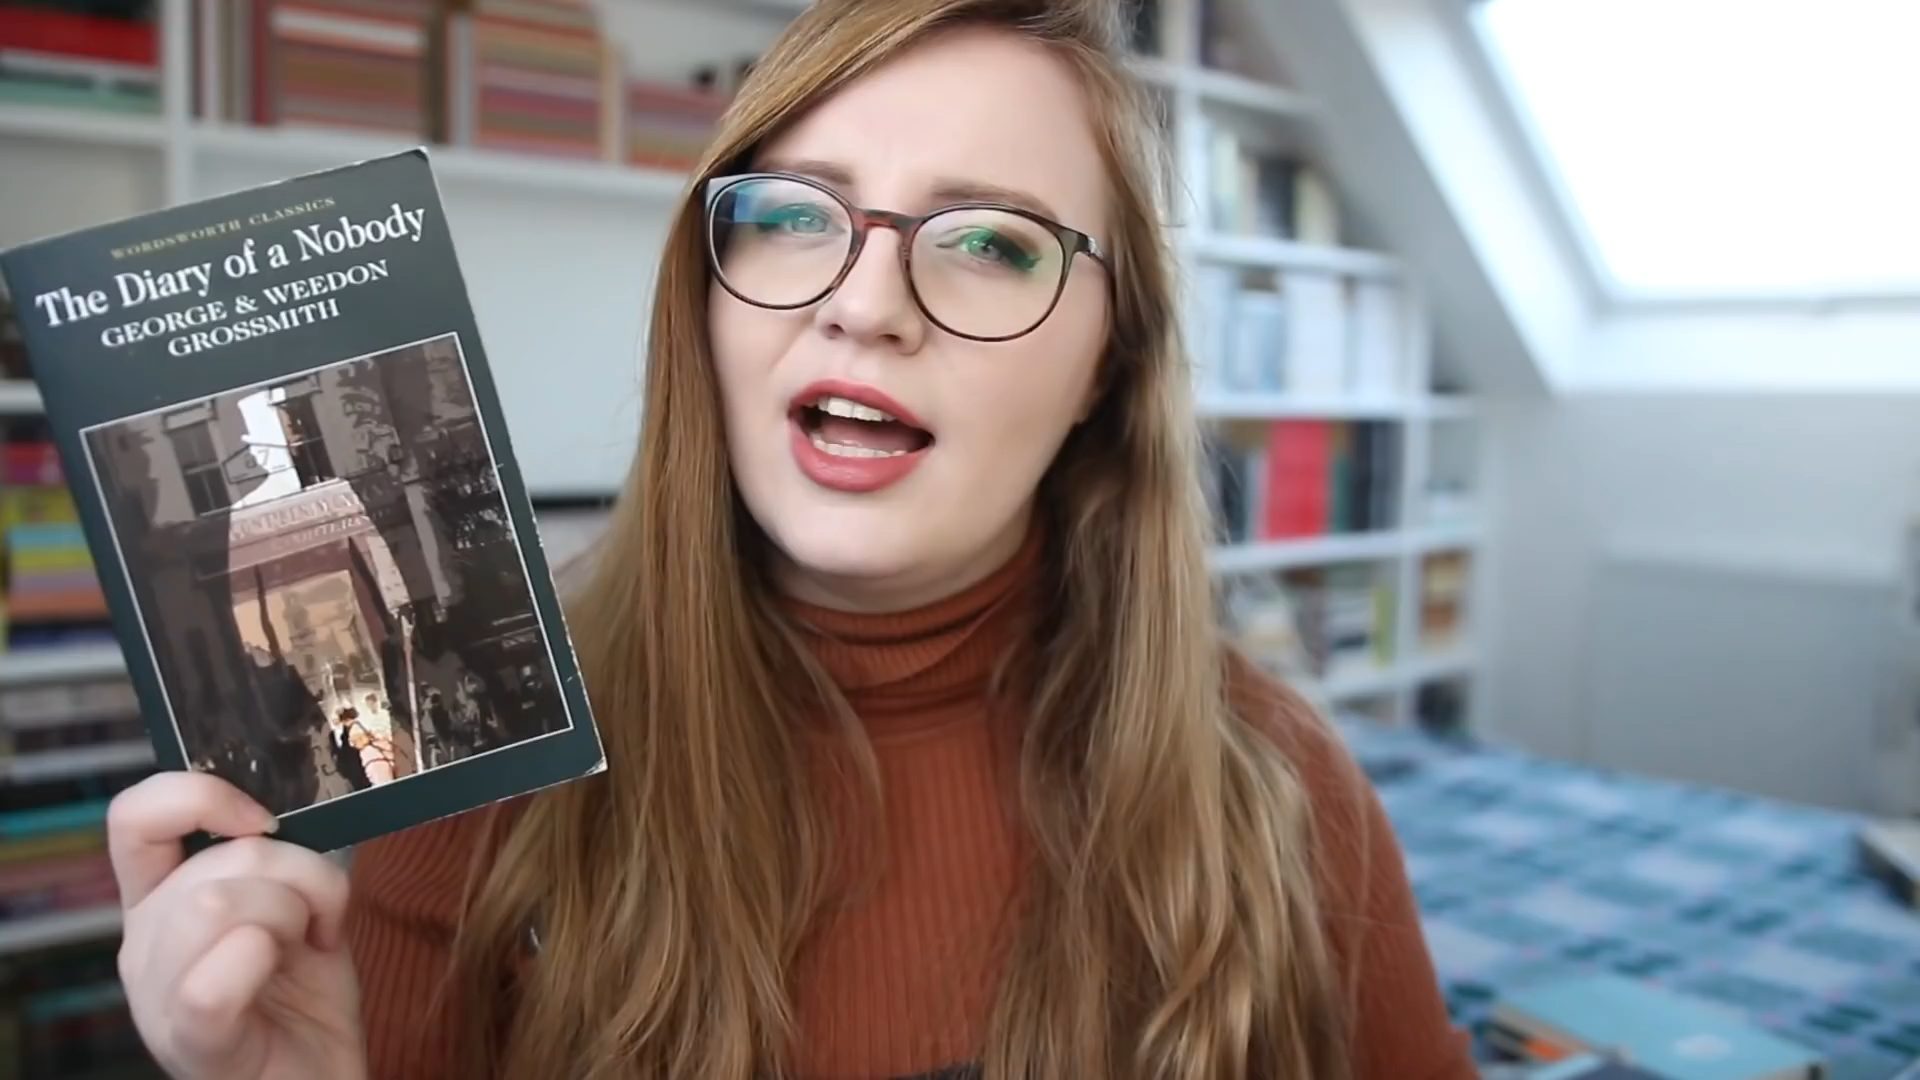 WORDSWORTH CLASSICS
The Diary of a Nobody
GEORGE & WEEDON
GROSSMITH